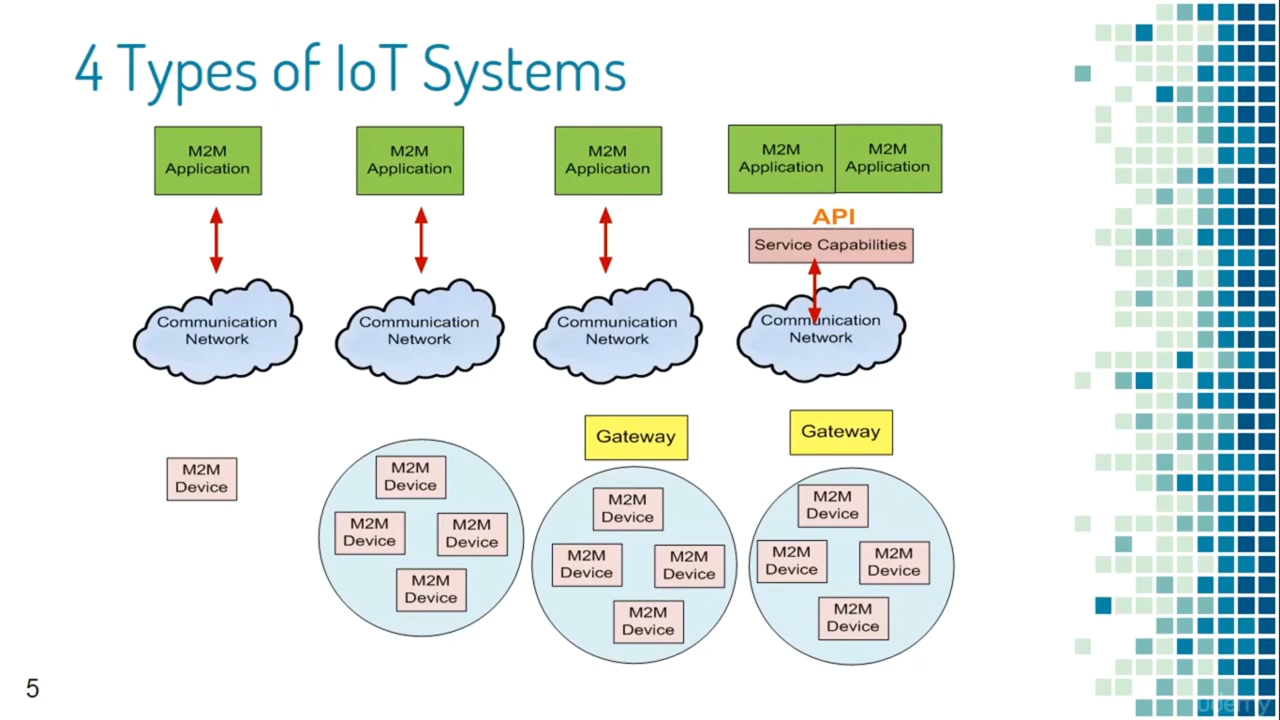 4 Types of IoT Systems
M2M
Application
M2M
Application
M2M
Application
M2M
Application
M2M
Application
API
Service Capabilities
Communication
Network
Communication
Network
Communication
Network
Communication
Network
Gateway
Gateway
M2M
Device
M2M
Device
M2M
Device
M2M
Device
M2M
Device
M2M
Device
M2M
Device
M2M
Device
M2M
Device
M2M
Device
M2M
Device
M2M
Device
M2M
Device
5
udemy